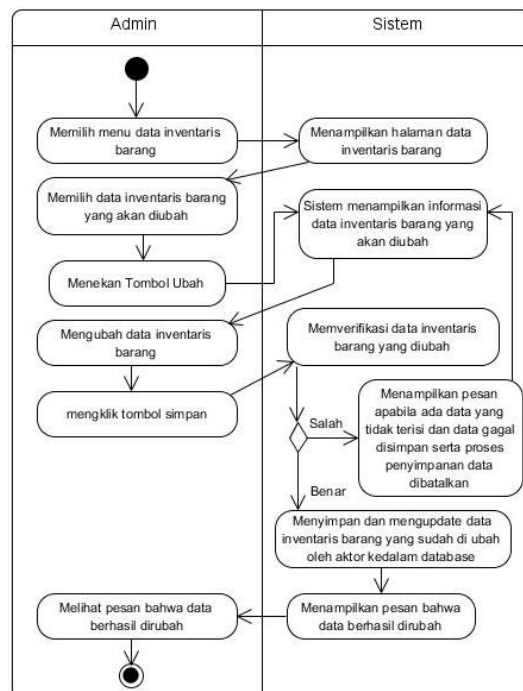 Admin
Sistem
Memilih menu data inventaris
barang
Menampilkan halaman data
inventaris barang
Memilih data inventaris barang
yang akan diubah
Sistem menampilkan informasi
data inventaris barang yang
akan diubah
Menekan Tombol Ubah
Mengubah data inventaris
barang
Memverifikasi data inventaris
barang yang diubah
mengklik tombol simpan
Salah
Menampilkan pesan
apabila ada data yang
tidak terisi dan data gagal
disimpan serta proses
penyimpanan data
dibatalkan
Benar
Menyimpan dan mengupdate data
inventaris barang yang sudah di ubah
oleh aktor kedalam database
Melihat pesan bahwa data
berhasil dirubah
Menampilkan pesan bahwa
data berhasil dirubah